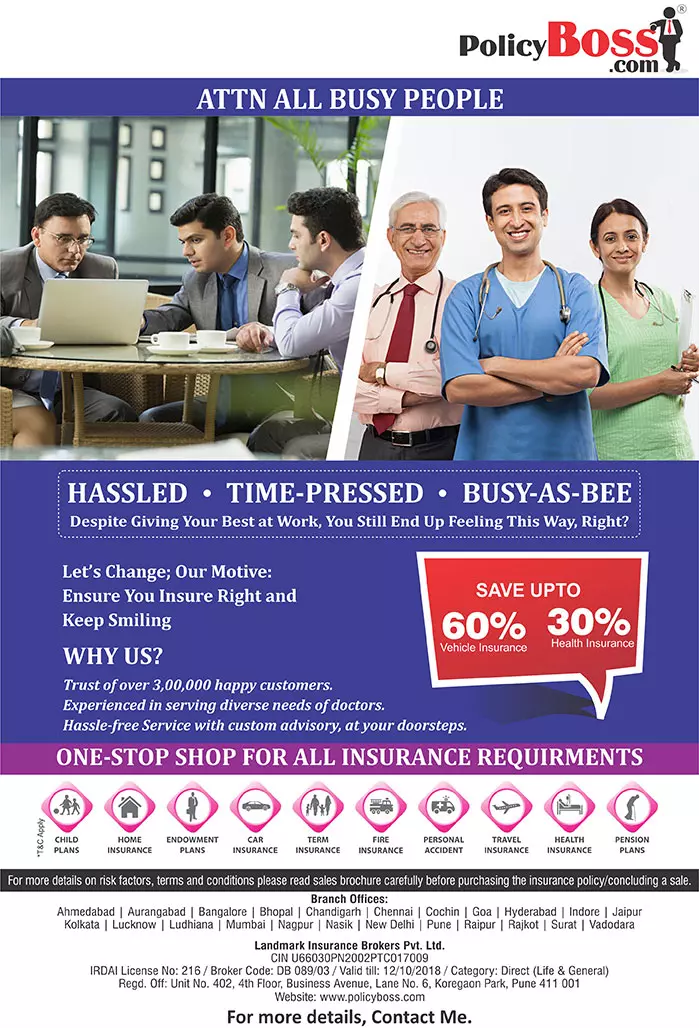 PolicyBoss®
.com
ATTN ALL BUSY PEOPLE
HASSLED • TIME-PRESSED • BUSY-AS-BEE
Despite Giving Your Best at Work, You Still End Up Feeling This Way, Right?
Let's Change; Our Motive:
Ensure You Insure Right and
Keep Smiling
SAVE UPTO
60% 30%
Vehicle Insurance Health Insurance
WHY US?
Trust of over 3,00,000 happy customers.
Experienced in serving diverse needs of doctors.
Hassle-free Service with custom advisory, at your doorsteps.
ONE-STOP SHOP FOR ALL INSURANCE REQUIRMENTS
*T&C Apply
CHILD PLANS
HOME INSURANCE
ENDOWMENT PLANS
CAR INSURANCE
TERM INSURANCE
FIRE INSURANCE
PERSONAL ACCIDENT
TRAVEL INSURANCE
HEALTH INSURANCE
PENSION PLANS
For more details on risk factors, terms and conditions please read sales brochure carefully before purchasing the insurance policy/concluding a sale.
Branch Offices:
Ahmedabad | Aurangabad | Bangalore | Bhopal | Chandigarh | Chennai | Cochin | Goa | Hyderabad | Indore | Jaipur
Kolkata | Lucknow | Ludhiana | Mumbai | Nagpur | Nasik | New Delhi | Pune | Raipur | Rajkot | Surat | Vadodara
Landmark Insurance Brokers Pvt. Ltd.
CIN U66030PN2002PTC017009
IRDAI License No: 216 / Broker Code: DB 089/03 / Valid till: 12/10/2018 / Category: Direct (Life & General)
Regd. Off: Unit No. 402, 4th Floor, Business Avenue, Lane No. 6, Koregaon Park, Pune 411 001
Website: www.policyboss.com
For more details, Contact Me.